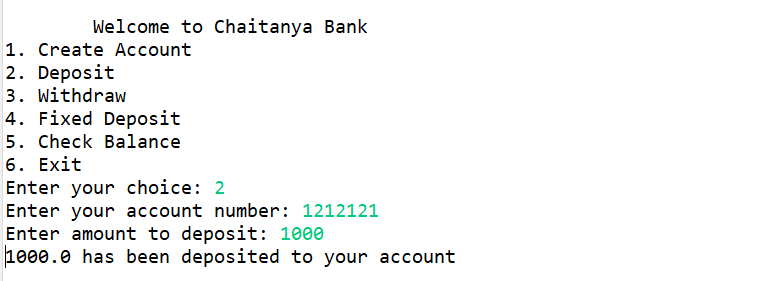 Welcome to Chaitanya Bank
1. Create Account
2. Deposit
3. Withdraw
4. Fixed Deposit
5. Check Balance
6. Exit
Enter your choice: 2
Enter your account number: 1212121
Enter amount to deposit: 1000
1000.0 has been deposited to your account